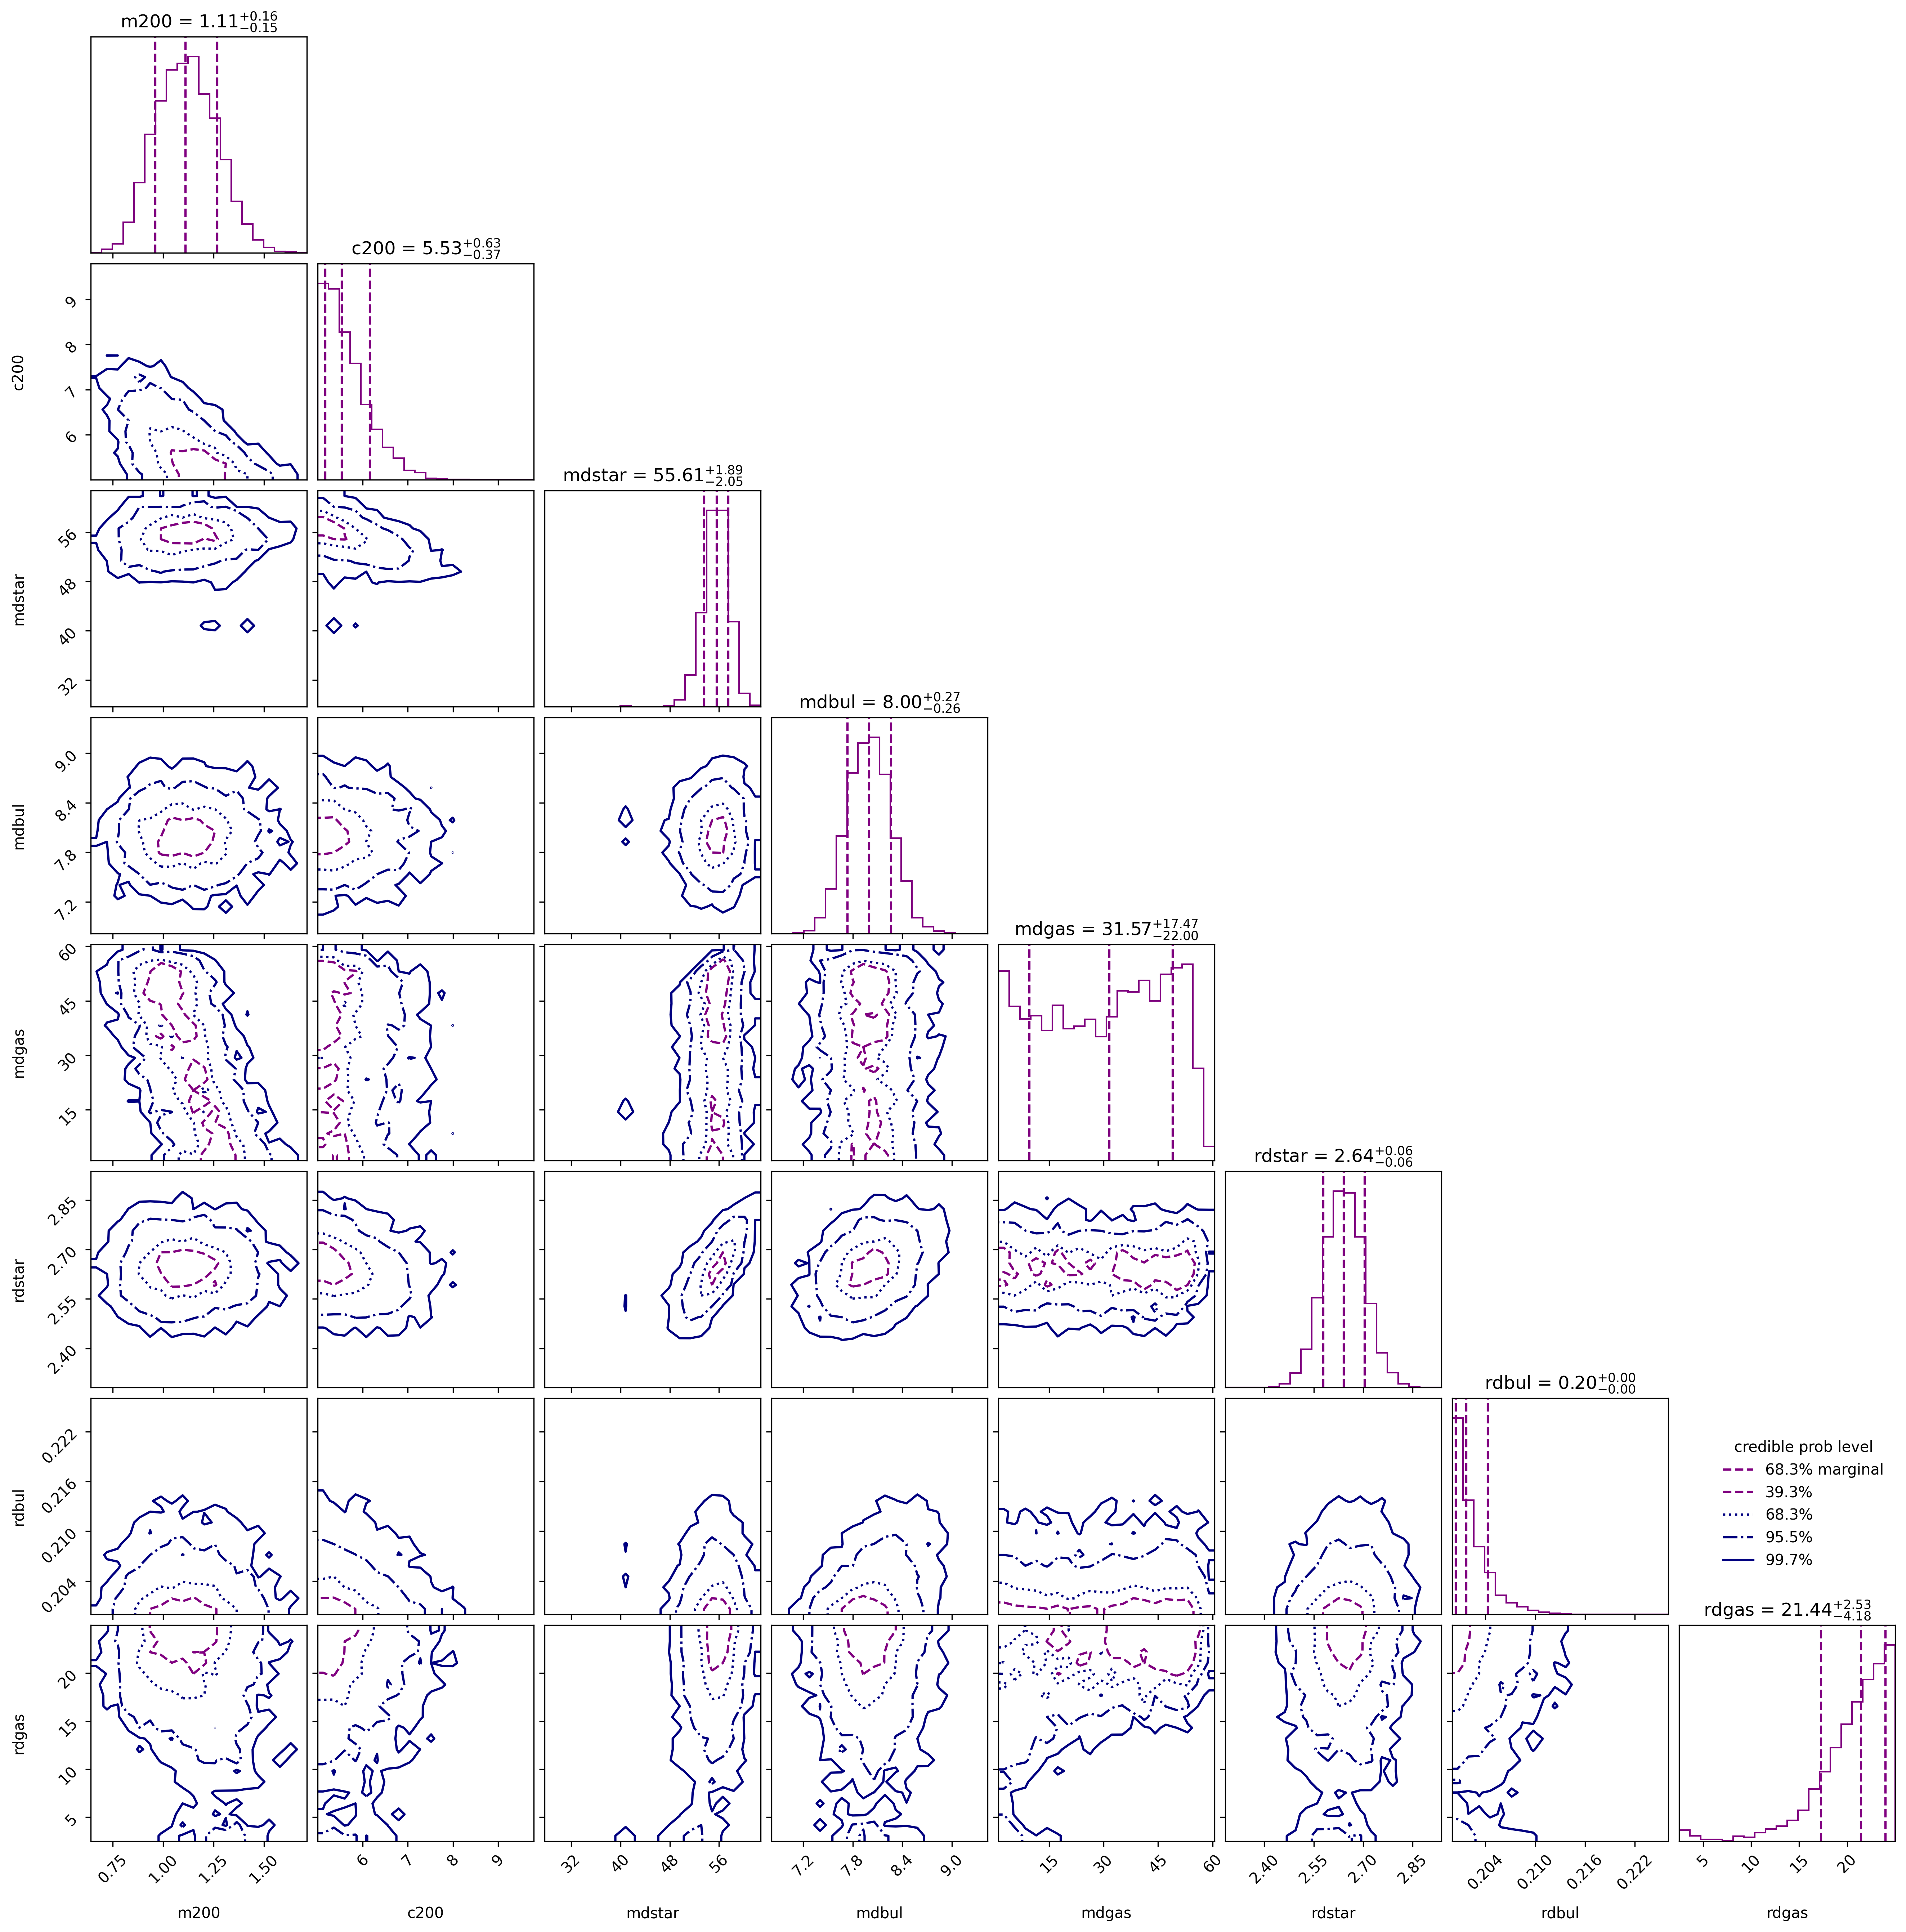 m200 = 1.11+0.16−0.15
c200 = 5.53+0.63−0.37
9
8
7
6
c200
mdstar = 55.61+1.89−2.05
56
48
40
32
mdstar
mdbul = 8.00+0.27−0.26
9.0
8.4
7.8
7.2
mdbul
mdgas = 31.57+17.47−22.00
60
45
30
15
mdgas
rdstar = 2.64+0.06−0.06
2.85
2.70
2.55
2.40
rdstar
rdbul = 0.20+0.00−0.00
0.222
0.216
0.210
0.204
rdbul
credible prob level
68.3% marginal
39.3%
68.3%
95.5%
99.7%
rdgas = 21.44+2.53−4.18
20
15
10
5
rdgas
0.75 1.00 1.25 1.50 6 7 8 9 32 40 48 56 7.2 7.8 8.4 9.0 15 30 45 60 2.40 2.55 2.70 2.85 0.204 0.210 0.216 0.222 5 10 15 20
m200 c200 mdstar mdbul mdgas rdstar rdbul rdgas